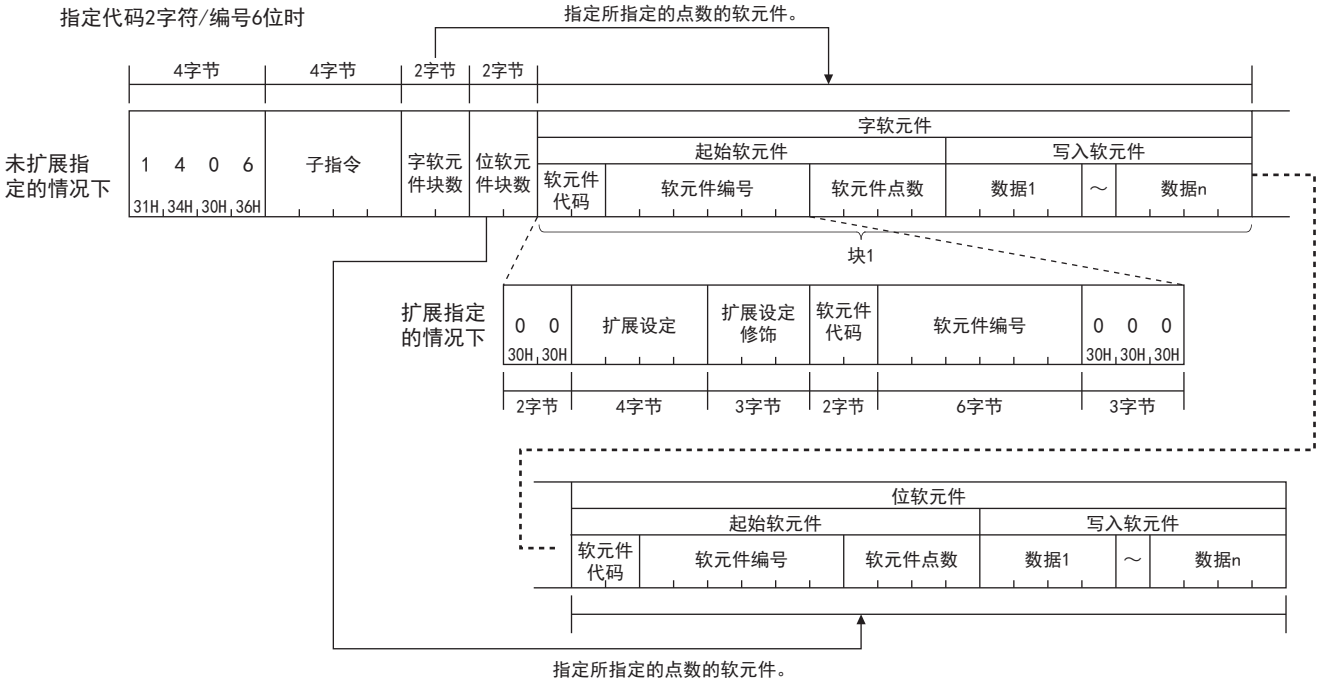 指定代码2字符/编号6位时
指定所指定的点数的软元件。
4字节 4字节 2字节 2字节
未扩展指
定的情况下
1 4 0 6
31H 34H 30H 36H
子指令
字软元
件块数
位软元
件块数
字软元件
起始软元件 写入软元件
软元件
代码
软元件编号 软元件点数 数据1 ～ 数据n
块1
扩展指定
的情况下
0 0
30H 30H
扩展设定
扩展设定
修饰
软元件
代码
软元件编号
0 0 0
30H 30H 30H
2字节 4字节 3字节 2字节 6字节 3字节
位软元件
起始软元件 写入软元件
软元件
代码
软元件编号 软元件点数 数据1 ～ 数据n
指定所指定的点数的软元件。